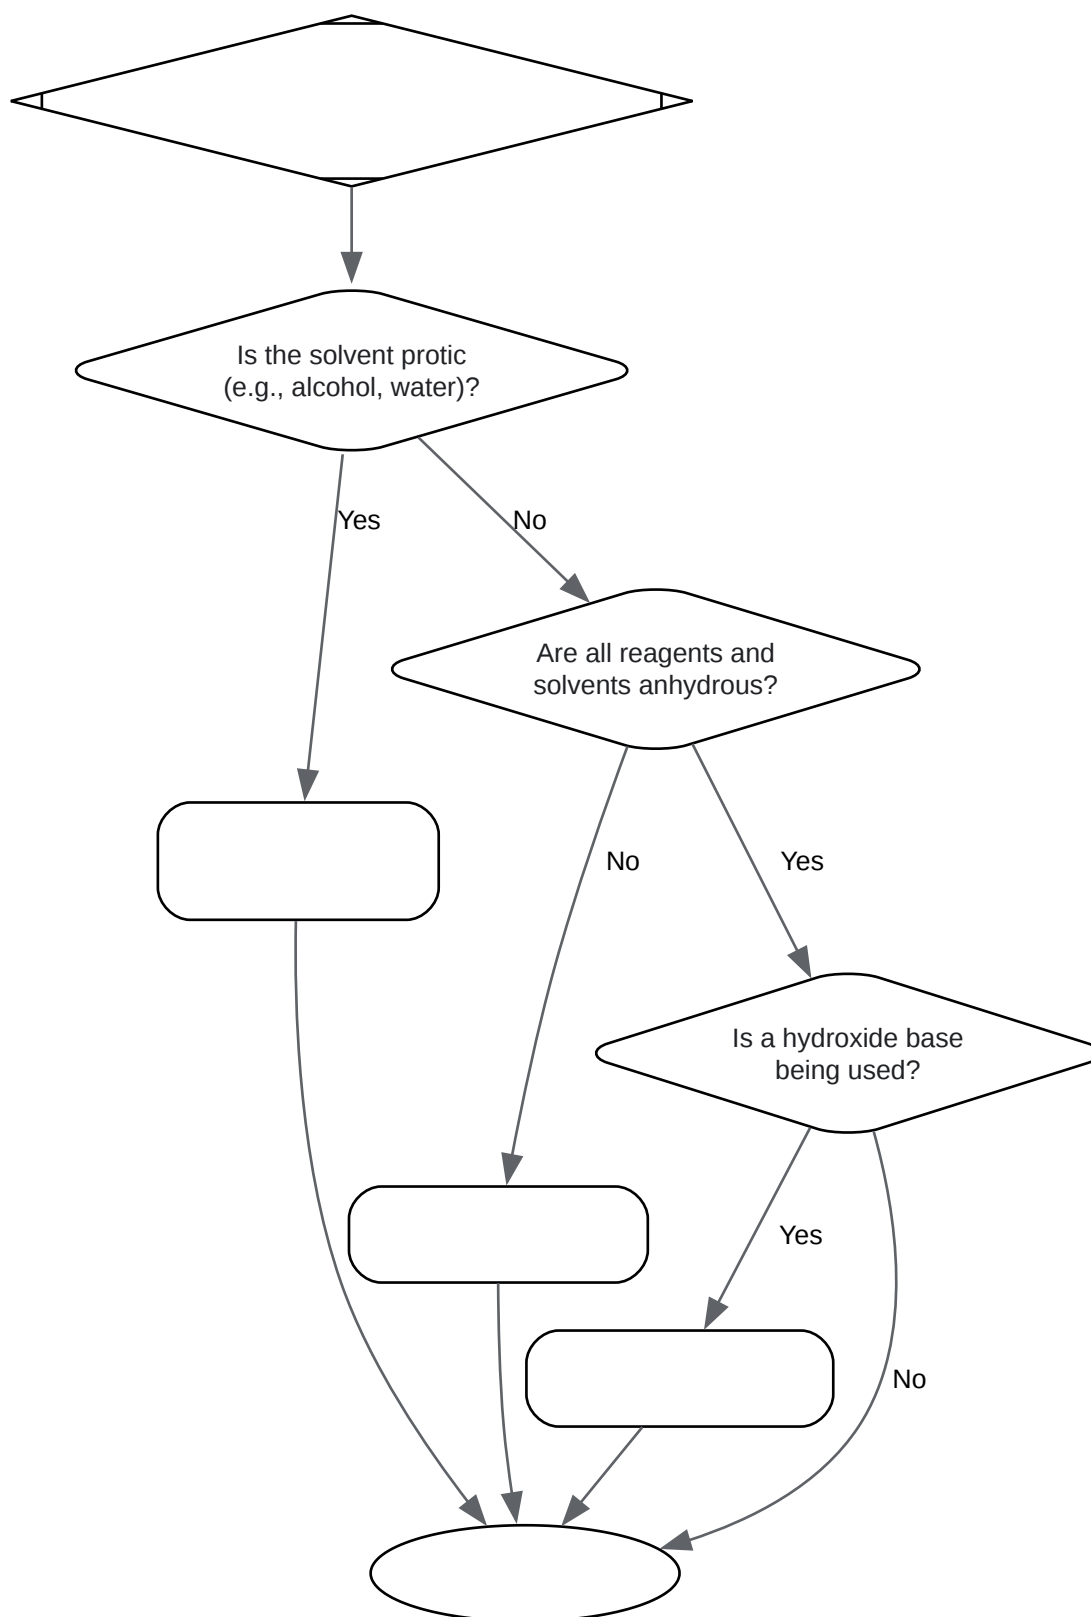 Is the solvent protic
(e.g., alcohol, water)?
Yes
No
Are all reagents and
solvents anhydrous?
No
Yes
Is a hydroxide base
being used?
Yes
No